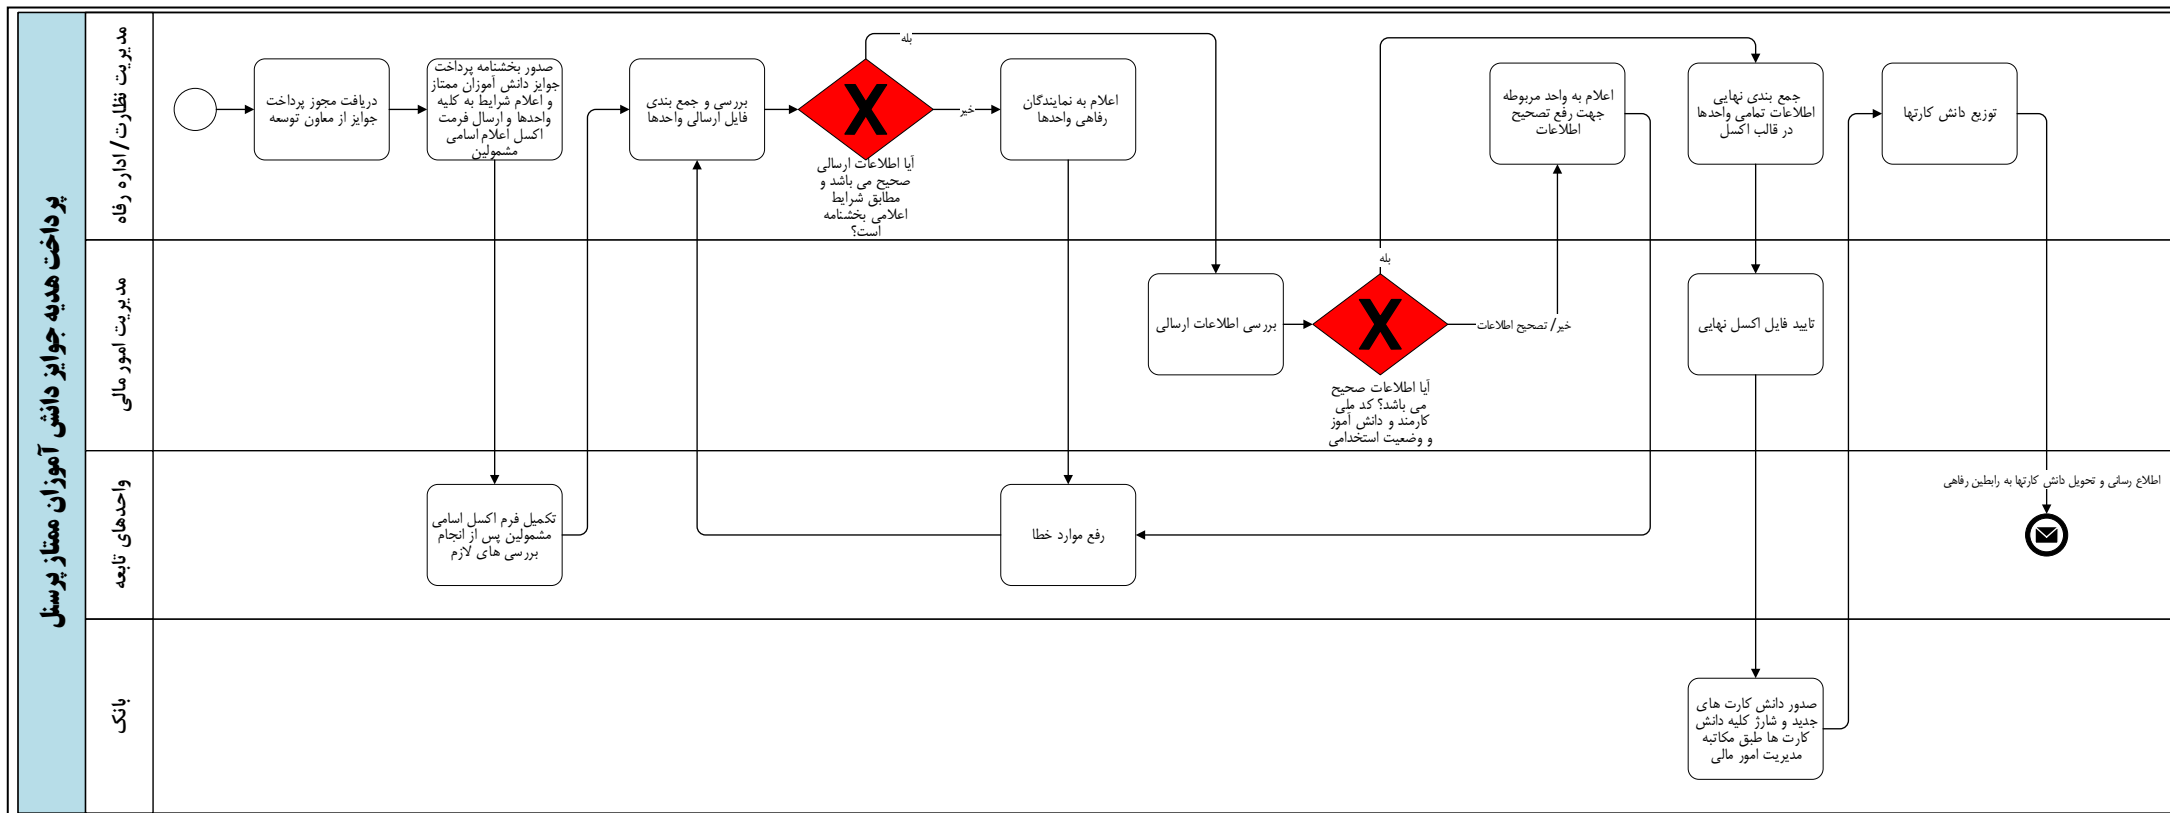 پرداخت هدیه جوایز دانش آموزان ممتاز پرسنل
مدیریت نظارت/ اداره رفاه
دریافت مجوز پرداخت
جوایز از معاون توسعه
صدور بخشنامه پرداخت
جوایز دانش آموزان ممتاز
و اعلام شرایط به کلیه
واحدها و ارسال فرمت
اکسل اعلام اسامی
مشمولین
بررسی و جمع بندی
فایل ارسالی واحدها
X
آیا اطلاعات ارسالی
صحیح می باشد و
مطابق شرایط
اعلامی بخشنامه
است؟
بله
خیر
اعلام به نمایندگان
رفاهی واحدها
اعلام به واحد مربوطه
جهت رفع تصحیح
اطلاعات
جمع بندی نهایی
اطلاعات تمامی واحدها
در قالب اکسل
توزیع دانش کارتها
مدیریت امور مالی
بررسی اطلاعات ارسالی
X
آیا اطلاعات صحیح
می باشد؟ کد ملی
کارمند و دانش آموز
و وضعیت استخدامی
بله
خیر/ تصحیح اطلاعات
تایید فایل اکسل نهایی
واحدهای تابعه
تکمیل فرم اکسل اسامی
مشمولین پس از انجام
بررسی های لازم
رفع موارد خطا
اطلاع رسانی و تحویل دانش کارتها به رابطین رفاهی
بانک
صدور دانش کارت های
جدید و شارژ کلیه دانش
کارت ها طبق مکاتبه
مدیریت امور مالی